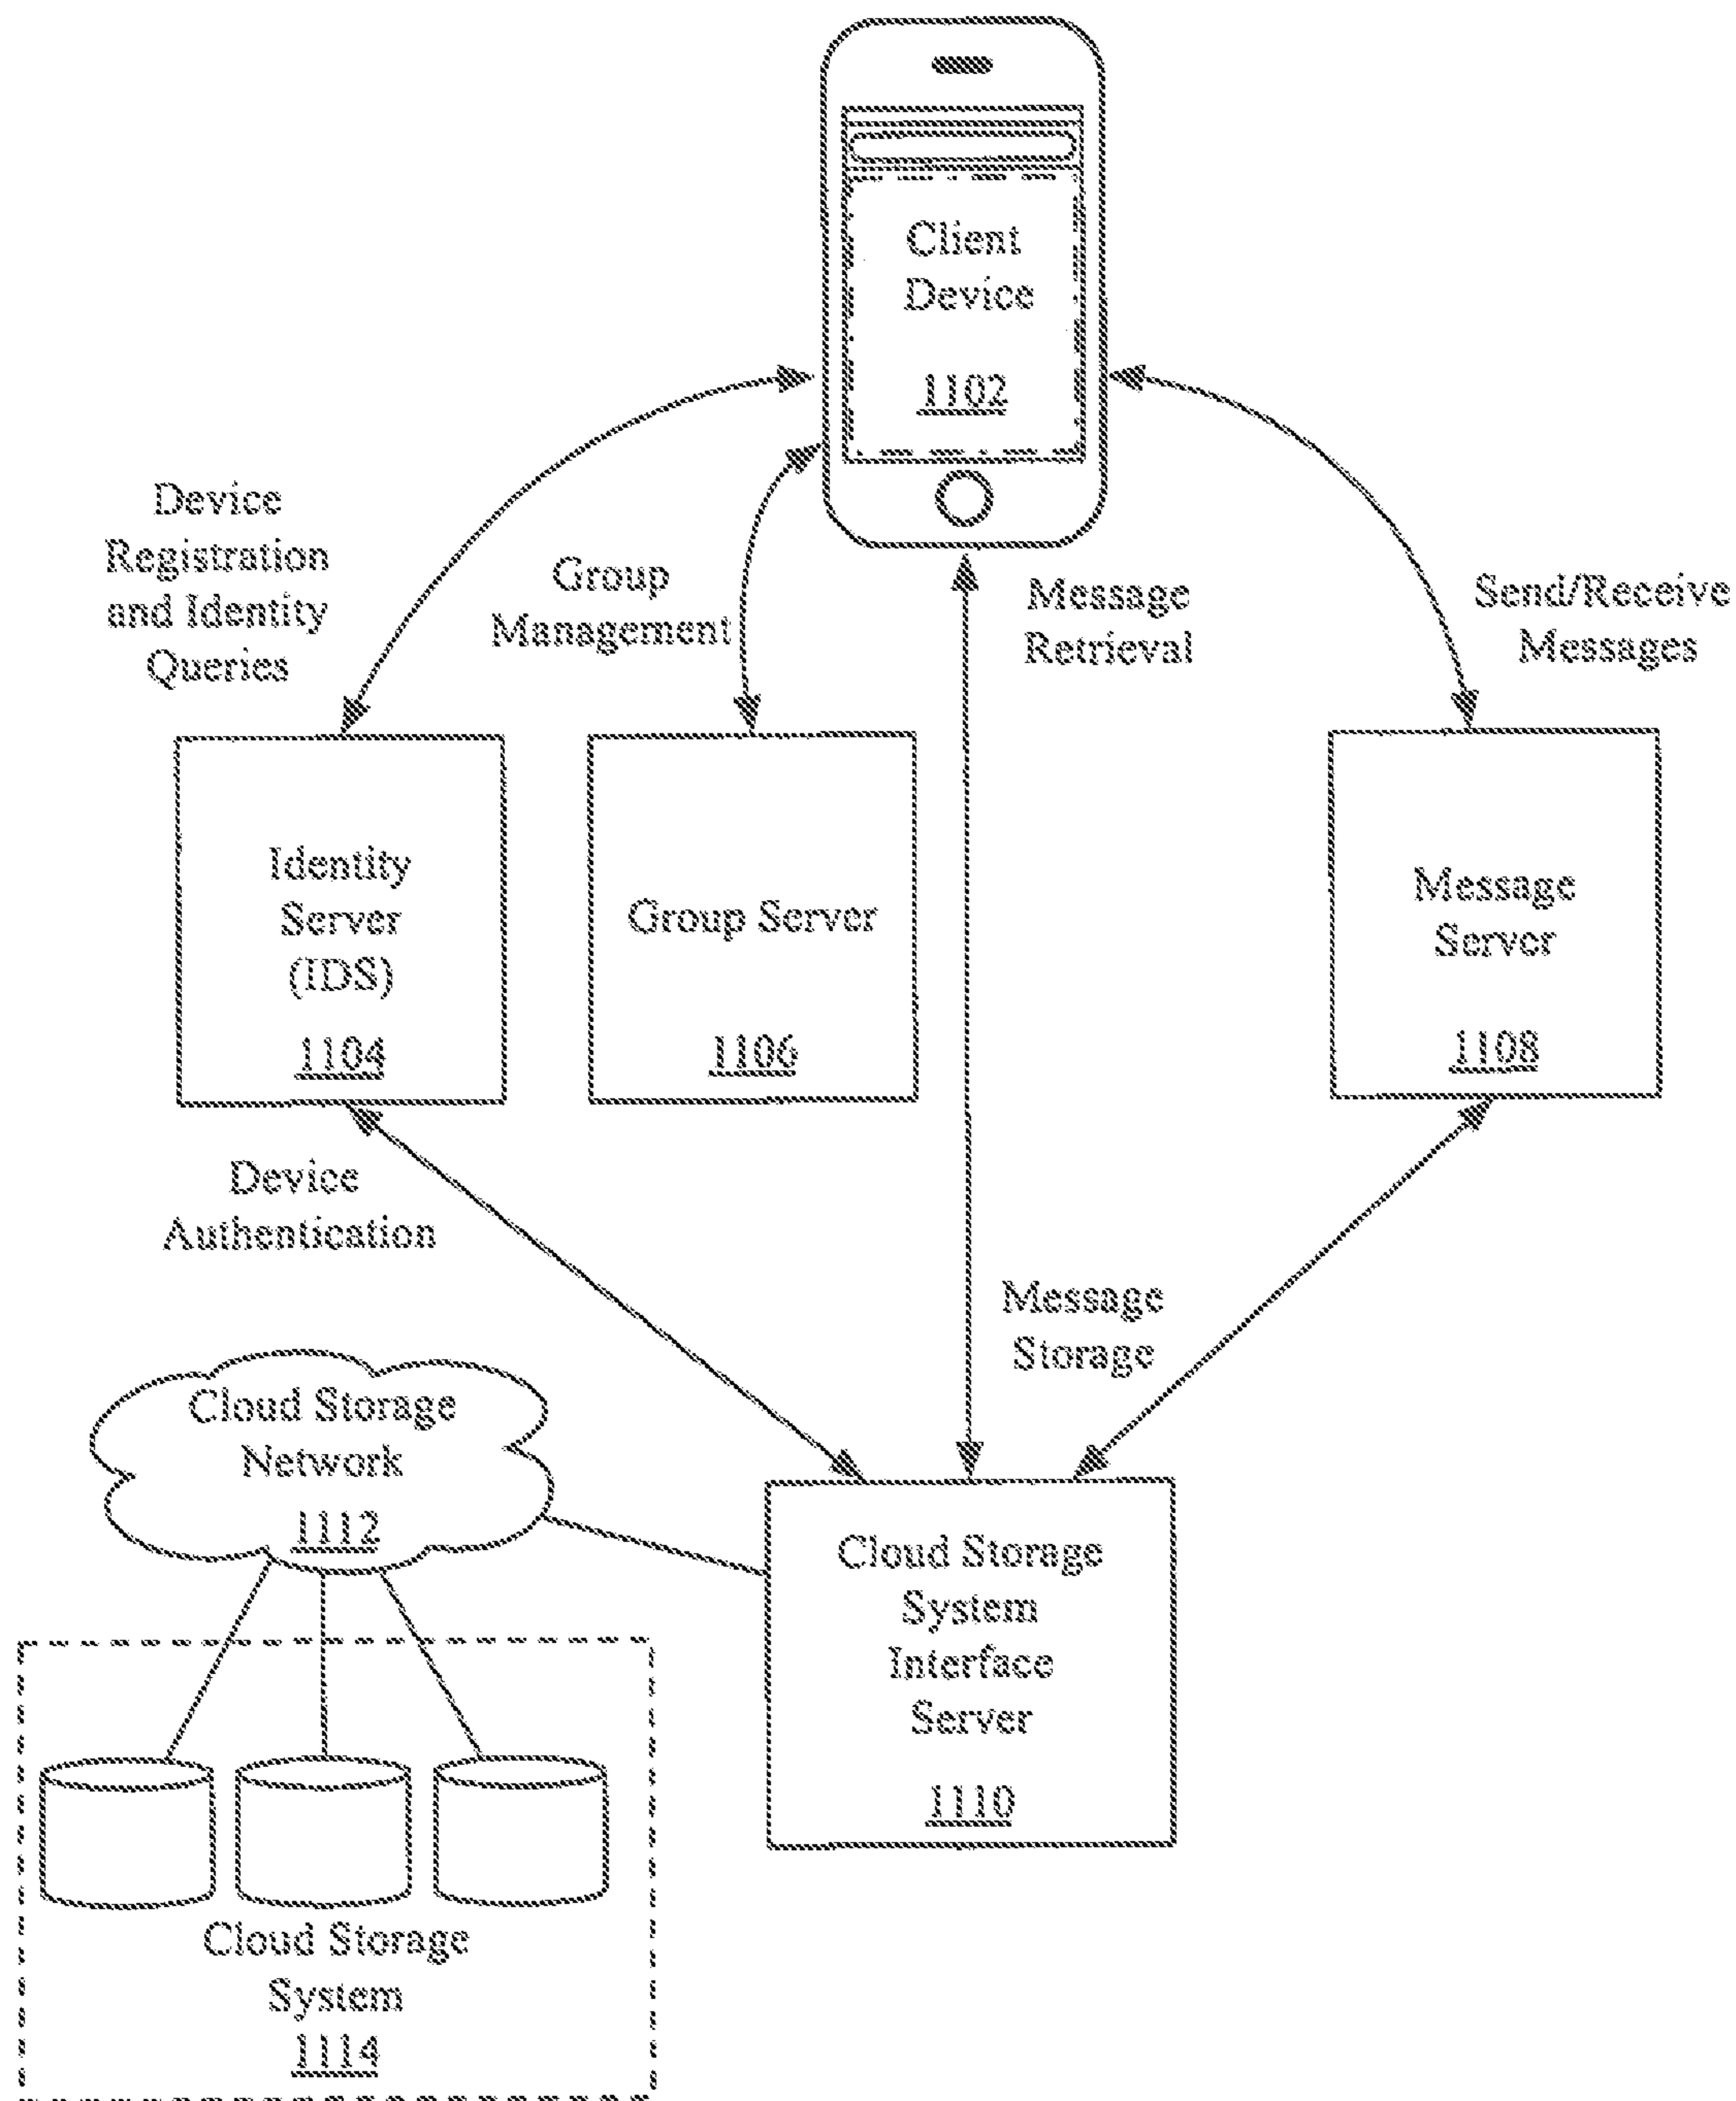 Client
Device
1102
Device
Registration
and Identity
Queries
Group
Management
Message
Retrieval
Send/Receive
Messages
Identity
Server
(IDS)
1104
Group Server
1106
Message
Server
1108
Device
Authentication
Message
Storage
Cloud Storage
Network
1112
Cloud Storage
System
Interface
Server
1110
Cloud Storage
System
1114